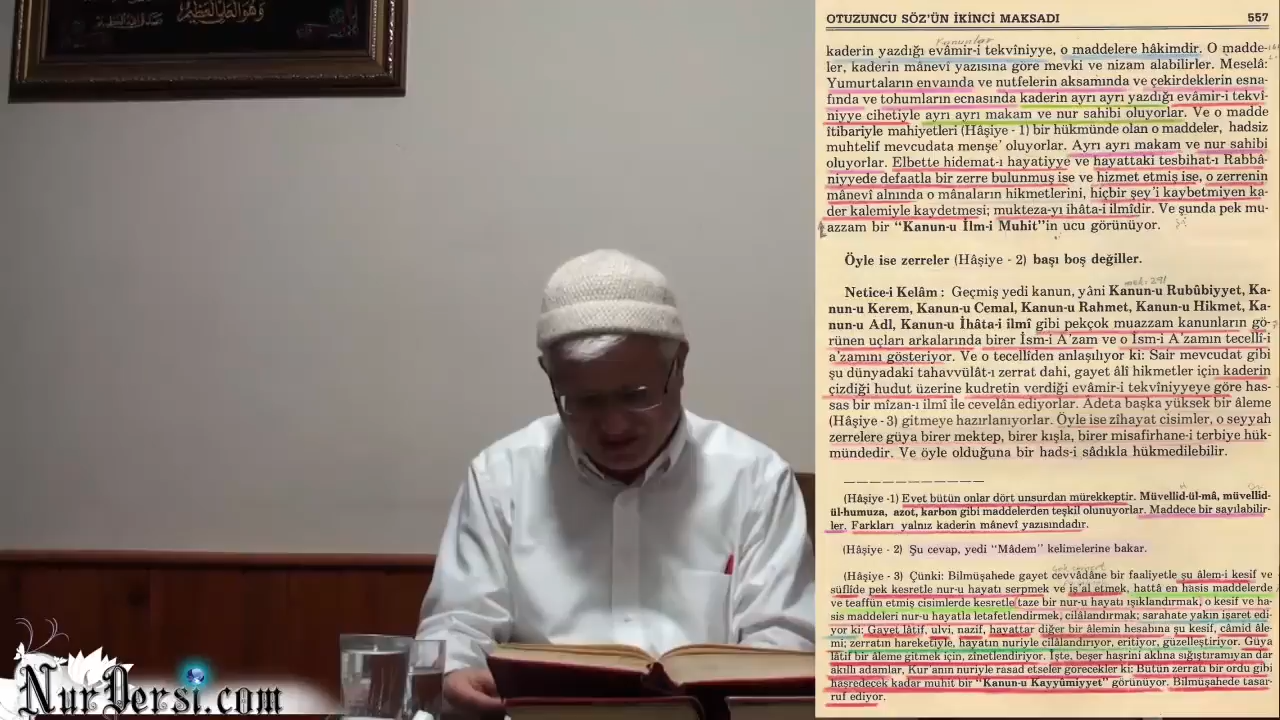 وَهُوَ الْعَلِيُّ الْعَظِيمُ
OTUZUNCU SÖZ'ÜN İKİNCİ MAKSADI 557
Kanunlar
kaderin yazdığı evâmir-i tekvîniyye, o maddelere hâkimdir. O madde-
ler, kaderin mânevî yazısına göre mevki ve nizam alabilirler. Meselâ:
Yumurtaların envaında ve nutfelerin aksamında ve çekirdeklerin esna-
fında ve tohumların ecnasında kaderin ayrı ayrı yazdığı evâmir-i tekvî-
niyye cihetiyle ayrı ayrı makam ve nur sahibi oluyorlar. Ve o madde
îtibariyle mahiyetleri (Hâşiye - 1) bir hükmünde olan o maddeler, hadsiz
muhtelif mevcudata menşe' oluyorlar. Ayrı ayrı makam ve nur sahibi
oluyorlar. Elbette hidemat-ı hayatiyye ve hayattaki tesbihat-ı Rabbâ-
niyyede defaatla bir zerre bulunmuş ise ve hizmet etmiş ise, o zerrenin
mânevî alnında o mânaların hikmetlerini, hiçbir şey'i kaybetmiyen ka-
der kalemiyle kaydetmesi; mukteza-yı ihâta-i ilmîdir. Ve şunda pek mu-
azzam bir "Kanun-u İlm-i Muhit"in ucu görünüyor.
Öyle ise zerreler (Hâşiye - 2) başı boş değiller.
Netice-i Kelâm : Geçmiş yedi kanun, yâni Kanun-u Rubûbiyyet, Ka-
nun-u Kerem, Kanun-u Cemal, Kanun-u Rahmet, Kanun-u Hikmet, Ka-
nun-u Adl, Kanun-u İhâta-i ilmî gibi pekçok muazzam kanunların gö-
rünen uçları arkalarında birer İsm-i A'zam ve o İsm-i A'zamın tecellî-i
a'zamını gösteriyor. Ve o tecellîden anlaşılıyor ki: Sair mevcudat gibi
şu dünyadaki tahavvülât-ı zerrat dahi, gayet âlî hikmetler için kaderin
çizdiği hudut üzerine kudretin verdiği evâmir-i tekvîniyyeye göre has-
sas bir mîzan-ı ilmî ile cevelân ediyorlar. Âdeta başka yüksek bir âleme
(Hâşiye - 3) gitmeye hazırlanıyorlar. Öyle ise zîhayat cisimler, o seyyah
zerrelere güya birer mektep, birer kışla, birer misafirhane-i terbiye hük-
mündedir. Ve öyle olduğuna bir hads-i sâdıkla hükmedilebilir.
(Hâşiye -1) Evet bütün onlar dört unsurdan mürekkeptir. Müvellid-ül-mâ, müvellid-
ül-humuza, azot, karbon gibi maddelerden teşkil olunuyorlar. Maddece bir sayılabilir-
ler. Farkları yalnız kaderin mânevî yazısındadır.
(Hâşiye - 2) Şu cevap, yedi "Mâdem" kelimelerine bakar.
(Hâşiye - 3) Çünki: Bilmüşahede gayet cevvâdâne bir faaliyetle şu âlem-i kesif ve
süflîde pek kesretle nur-u hayatı serpmek ve iş'al etmek, hattâ en hasis maddelerde
ve teaffün etmiş cisimlerde kesretle taze bir nur-u hayatı ışıklandırmak, o kesif ve ha-
sis maddeleri nur-u hayatla letafetlendirmek, cilâlandırmak; sarahate yakın işaret edi-
yor ki: Gayet lâtif, ulvi, nazif, hayattar diğer bir âlemin hesabına şu kesif, câmid âle-
mi; zerratın hareketiyle, hayatın nuriyle cilâlandırıyor, eritiyor, güzelleştiriyor. Güya
lâtif bir âleme gitmek için, zînetlendiriyor. İşte, beşer haşrini aklına sığıştıramıyan dar
akıllı adamlar, Kur'anın nuriyle rasad etseler görecekler ki: Bütün zerratı bir ordu gibi
haşredecek kadar muhit bir "Kanun-u Kayyûmiyyet" görünüyor. Bilmüşahede tasar-
ruf ediyor.
NurDersi.com